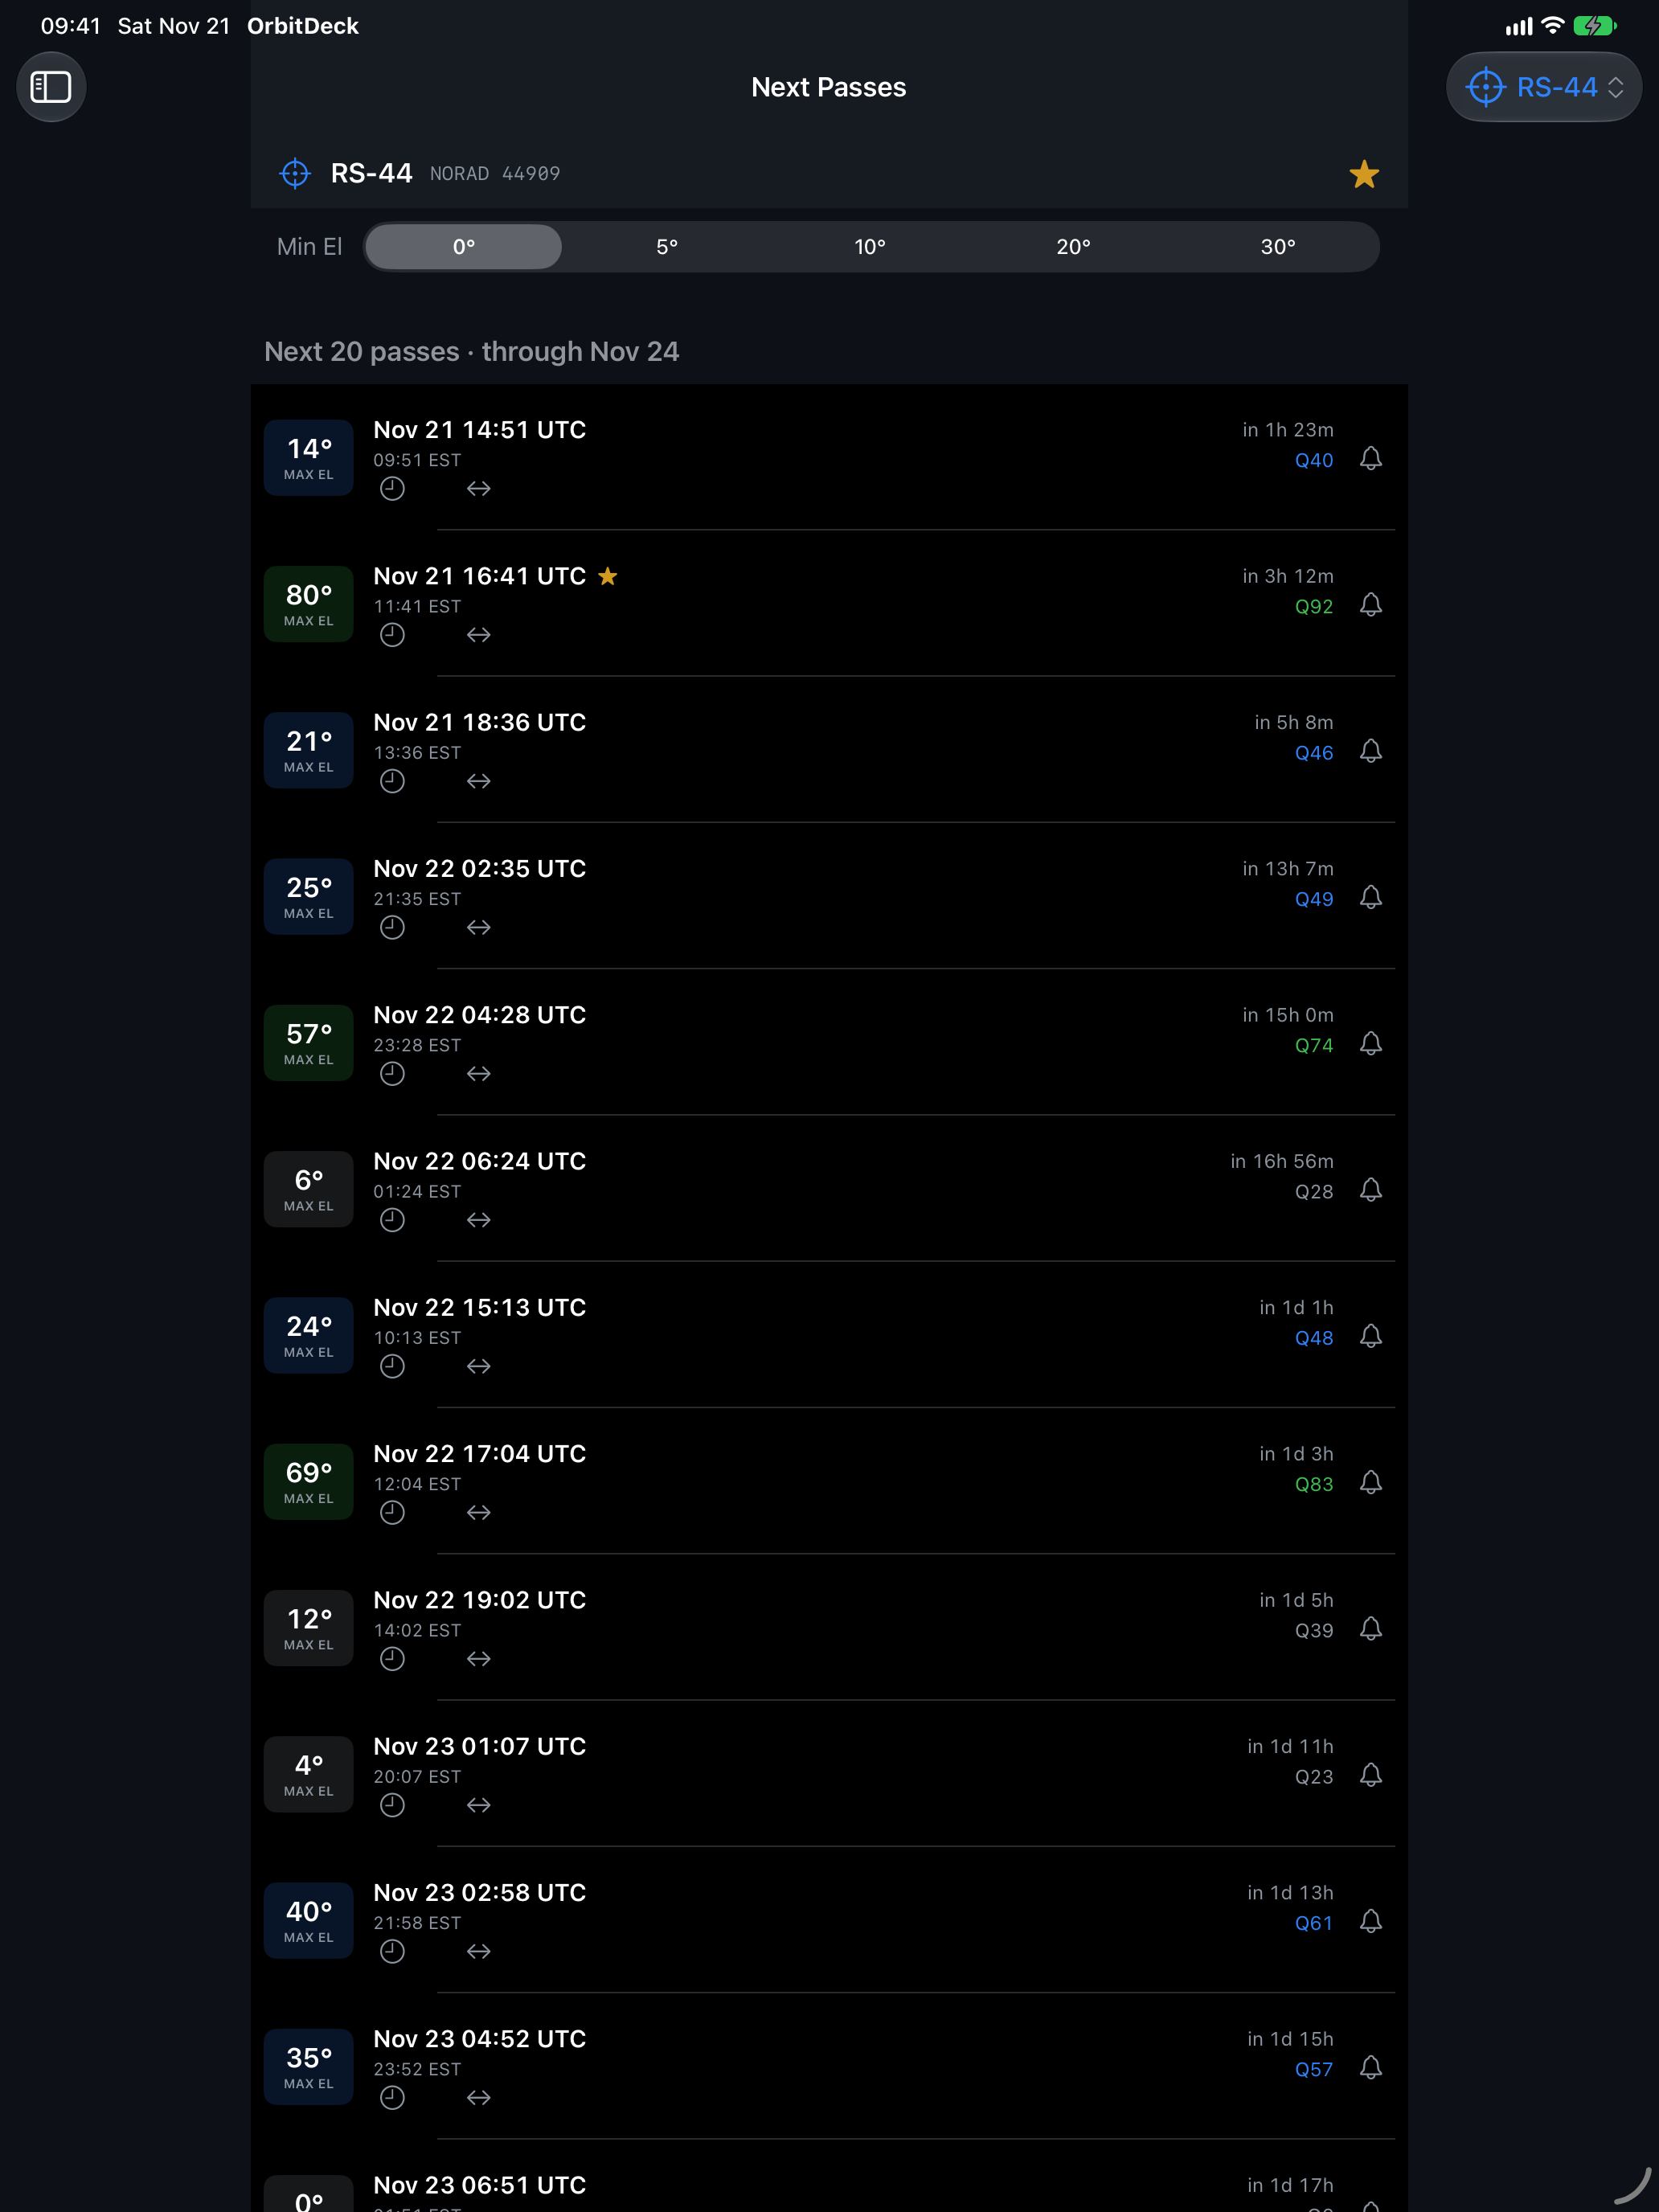 09:41 Sat Nov 21 OrbitDeck
Next Passes
RS-44
RS-44 NORAD 44909
Min El 0° 5° 10° 20° 30°
Next 20 passes · through Nov 24
14° MAX EL
Nov 21 14:51 UTC
09:51 EST
in 1h 23m
Q40
80° MAX EL
Nov 21 16:41 UTC
11:41 EST
in 3h 12m
Q92
21° MAX EL
Nov 21 18:36 UTC
13:36 EST
in 5h 8m
Q46
25° MAX EL
Nov 22 02:35 UTC
21:35 EST
in 13h 7m
Q49
57° MAX EL
Nov 22 04:28 UTC
23:28 EST
in 15h 0m
Q74
6° MAX EL
Nov 22 06:24 UTC
01:24 EST
in 16h 56m
Q28
24° MAX EL
Nov 22 15:13 UTC
10:13 EST
in 1d 1h
Q48
69° MAX EL
Nov 22 17:04 UTC
12:04 EST
in 1d 3h
Q83
12° MAX EL
Nov 22 19:02 UTC
14:02 EST
in 1d 5h
Q39
4° MAX EL
Nov 23 01:07 UTC
20:07 EST
in 1d 11h
Q23
40° MAX EL
Nov 23 02:58 UTC
21:58 EST
in 1d 13h
Q61
35° MAX EL
Nov 23 04:52 UTC
23:52 EST
in 1d 15h
Q57
0°
Nov 23 06:51 UTC
in 1d 17h